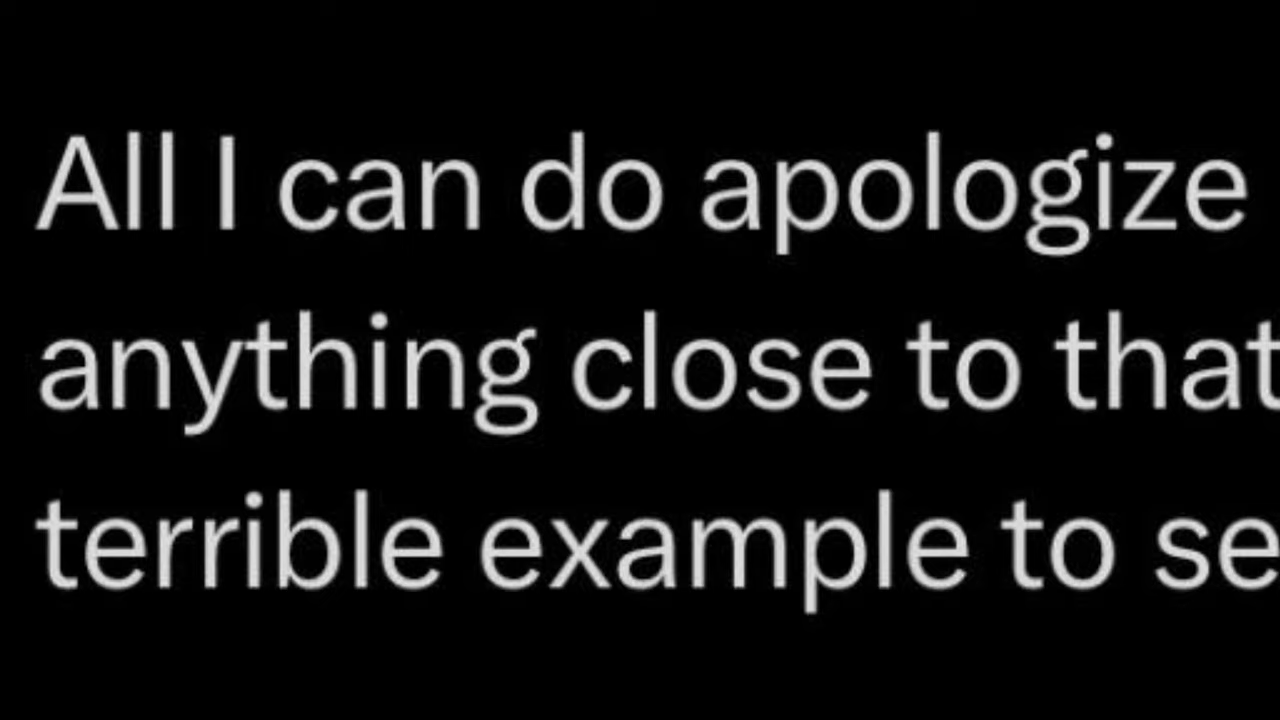 All I can do apologize
anything close to that
terrible example to se